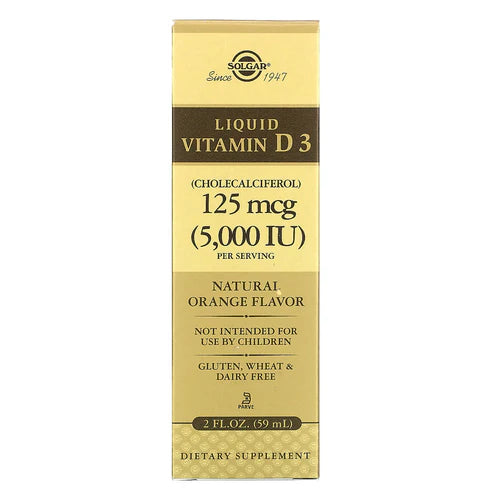 SOLGAR®
Since 1947
LIQUID
VITAMIN D 3
(CHOLECALCIFEROL)
125 mcg
(5,000 IU)
PER SERVING
NATURAL
ORANGE FLAVOR
NOT INTENDED FOR
USE BY CHILDREN
GLUTEN, WHEAT &
DAIRY FREE
PARVE
2 FL.OZ. (59 mL)
DIETARY SUPPLEMENT